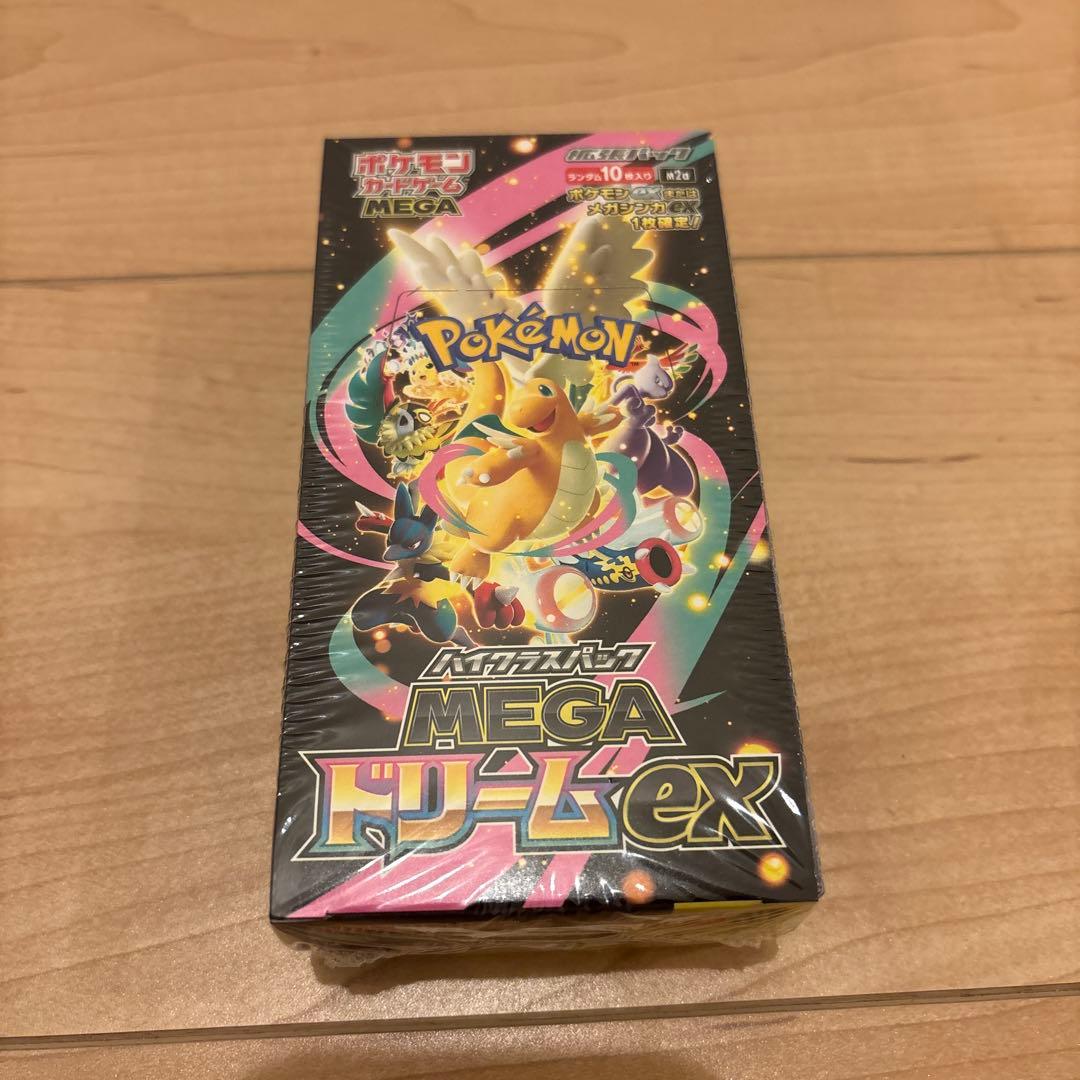 ポケモン
カードゲーム
MEGA
拡張パック
ランダム10枚入り M2a
ポケモンex または
メガシンカex
1枚確定!
POKéMON
TM
ハイクラスパック
MEGA
ドリームex